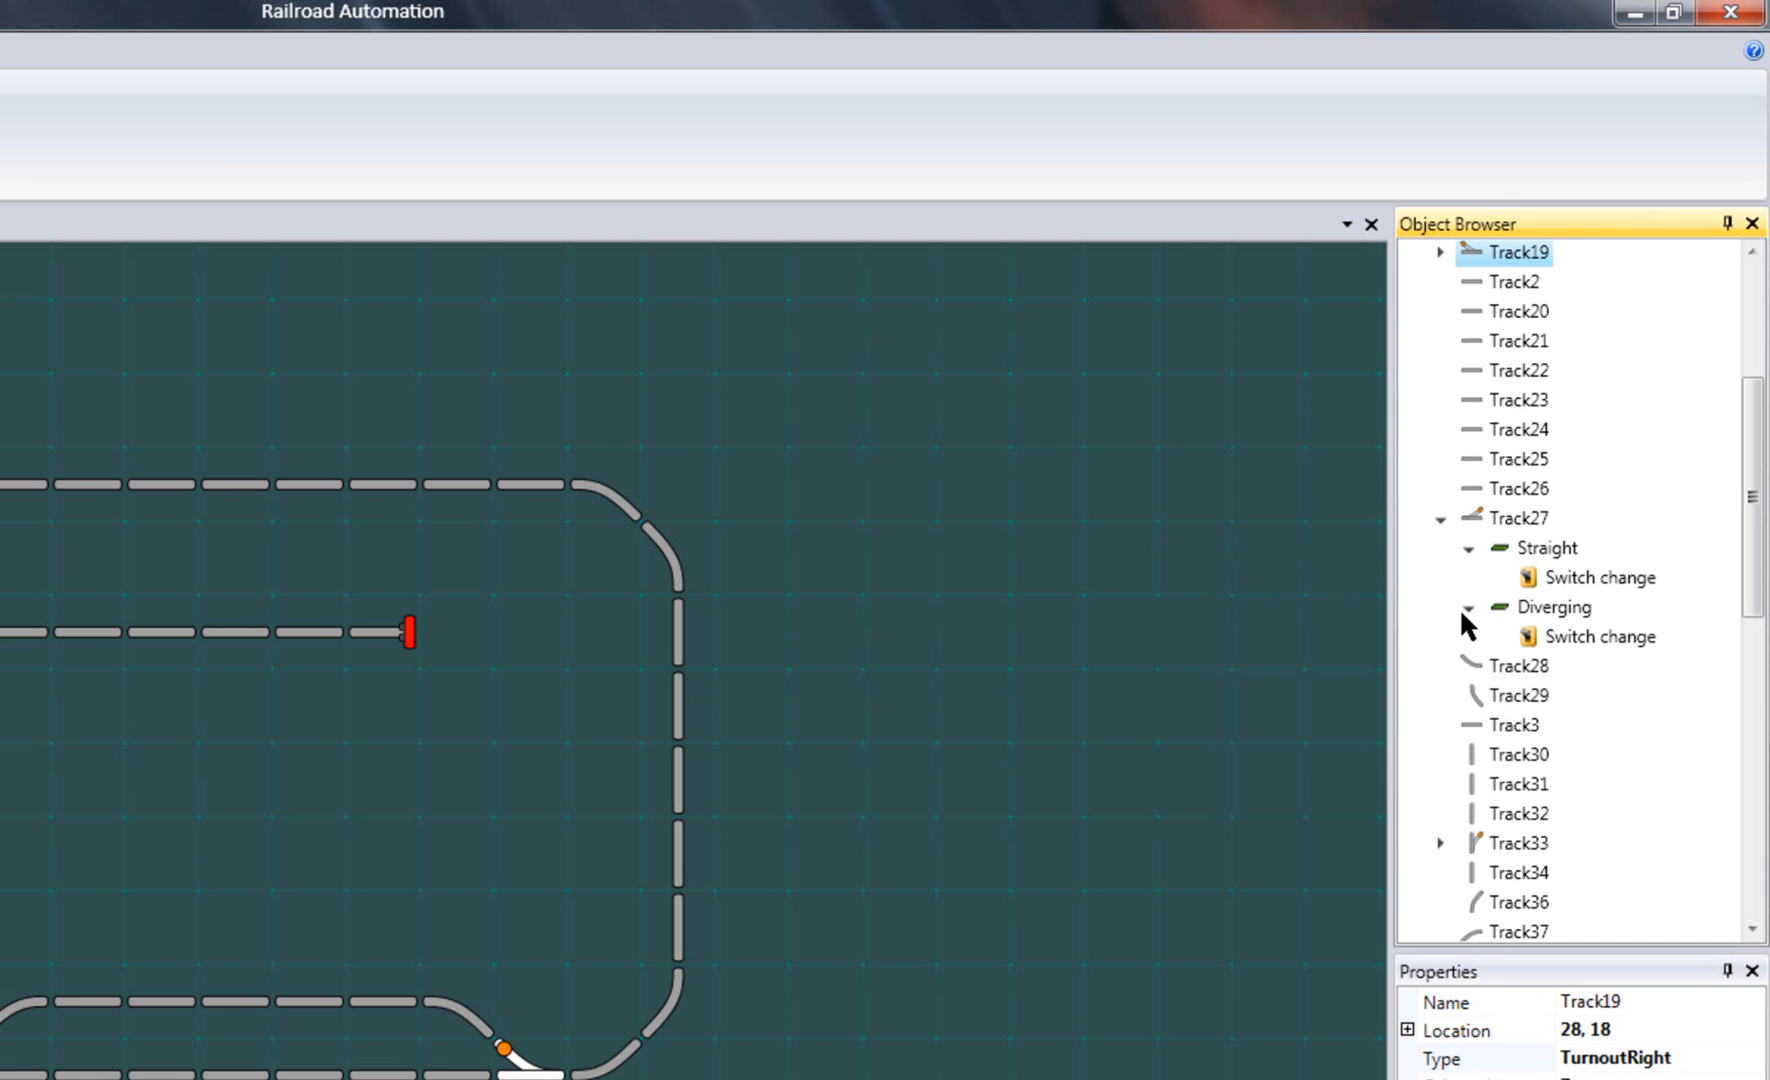 Railroad Automation
Object Browser
Track19
Track2
Track20
Track21
Track22
Track23
Track24
Track25
Track26
Track27
Straight
Switch change
Diverging
Switch change
Track28
Track29
Track3
Track30
Track31
Track32
Track33
Track34
Track36
Track37
Properties
Name Track19
Location 28, 18
Type TurnoutRight